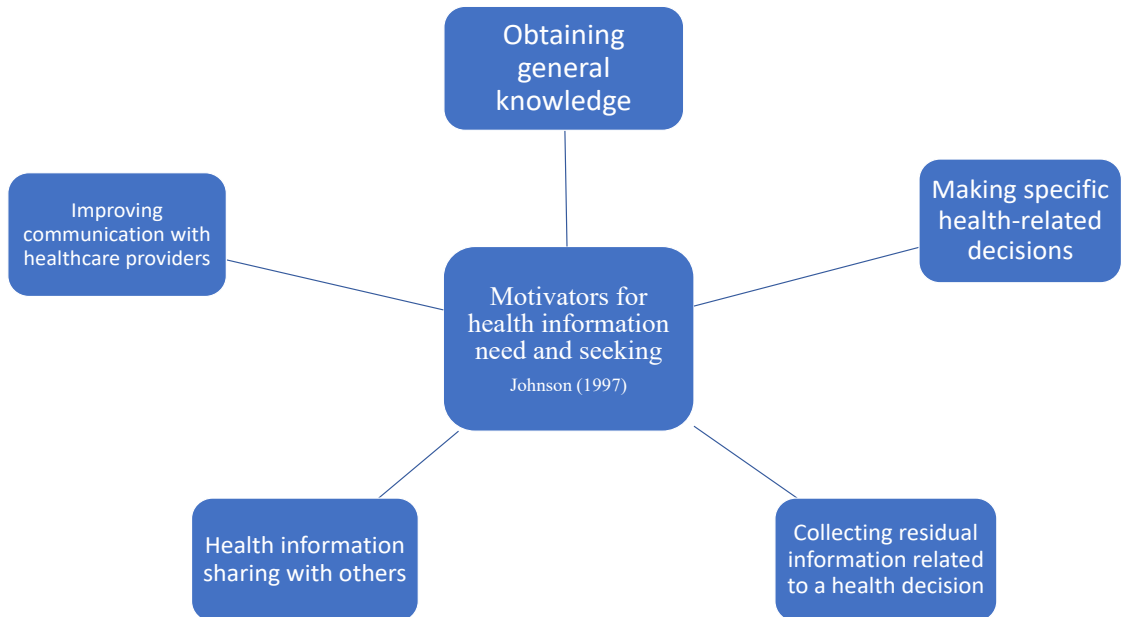 Obtaining
general
knowledge
Improving
communication with
healthcare providers
Making specific
health-related
decisions
Motivators for
health information
need and seeking
Johnson (1997)
Health information
sharing with others
Collecting residual
information related
to a health decision